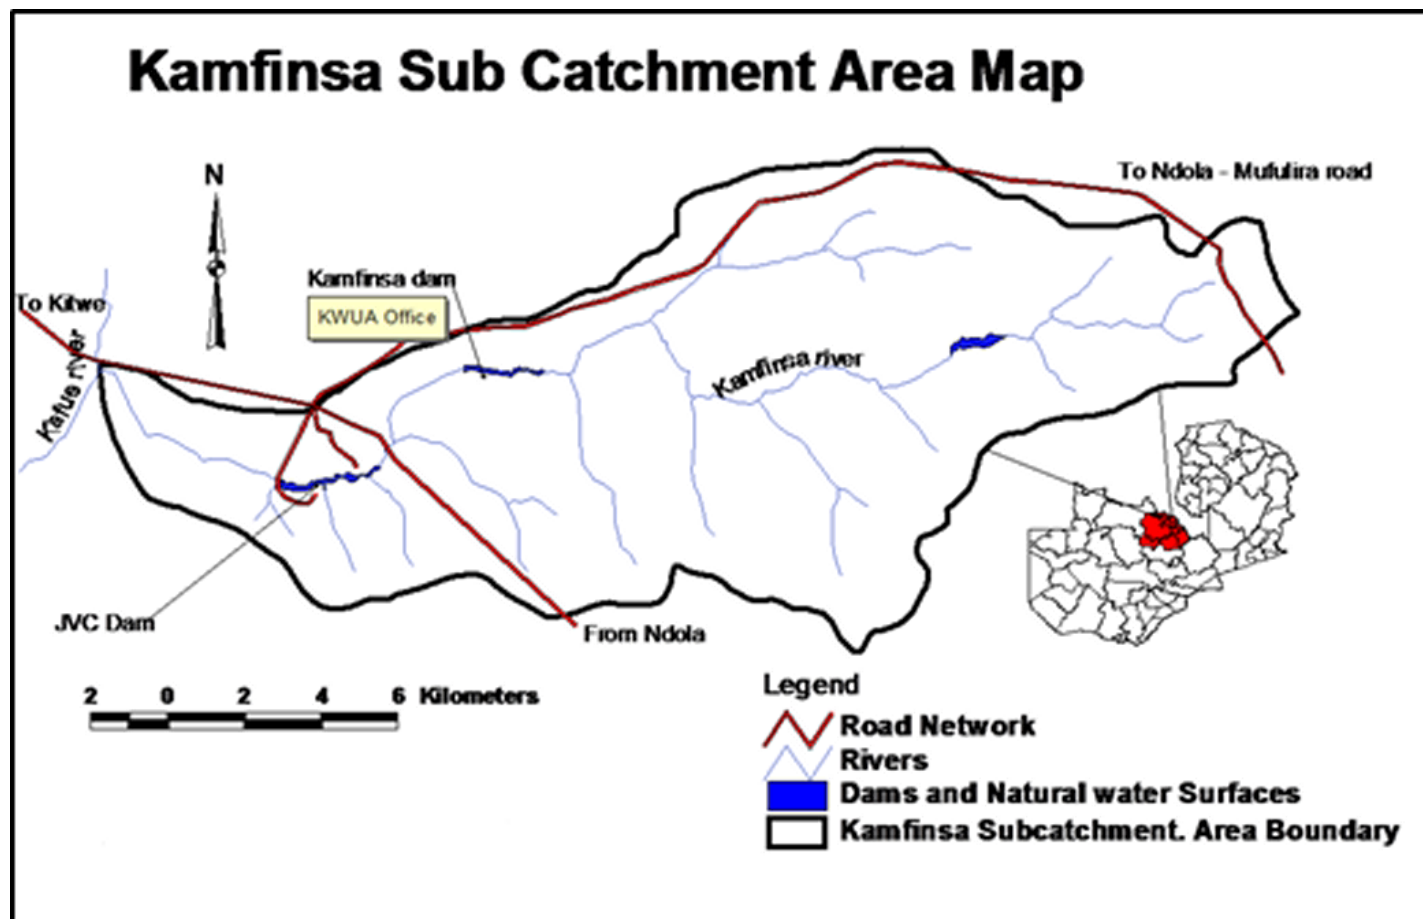 Kamfinsa Sub Catchment Area Map
N
To Ndola - Mufulira road
Kamfinsa dam
To Kitwe
KWUA Office
Kafue river
Kamfinsa river
JVC Dam
From Ndola
2 0 2 4 6 Kilometers
Legend
Road Network
Rivers
Dams and Natural water Surfaces
Kamfinsa Subcatchment. Area Boundary